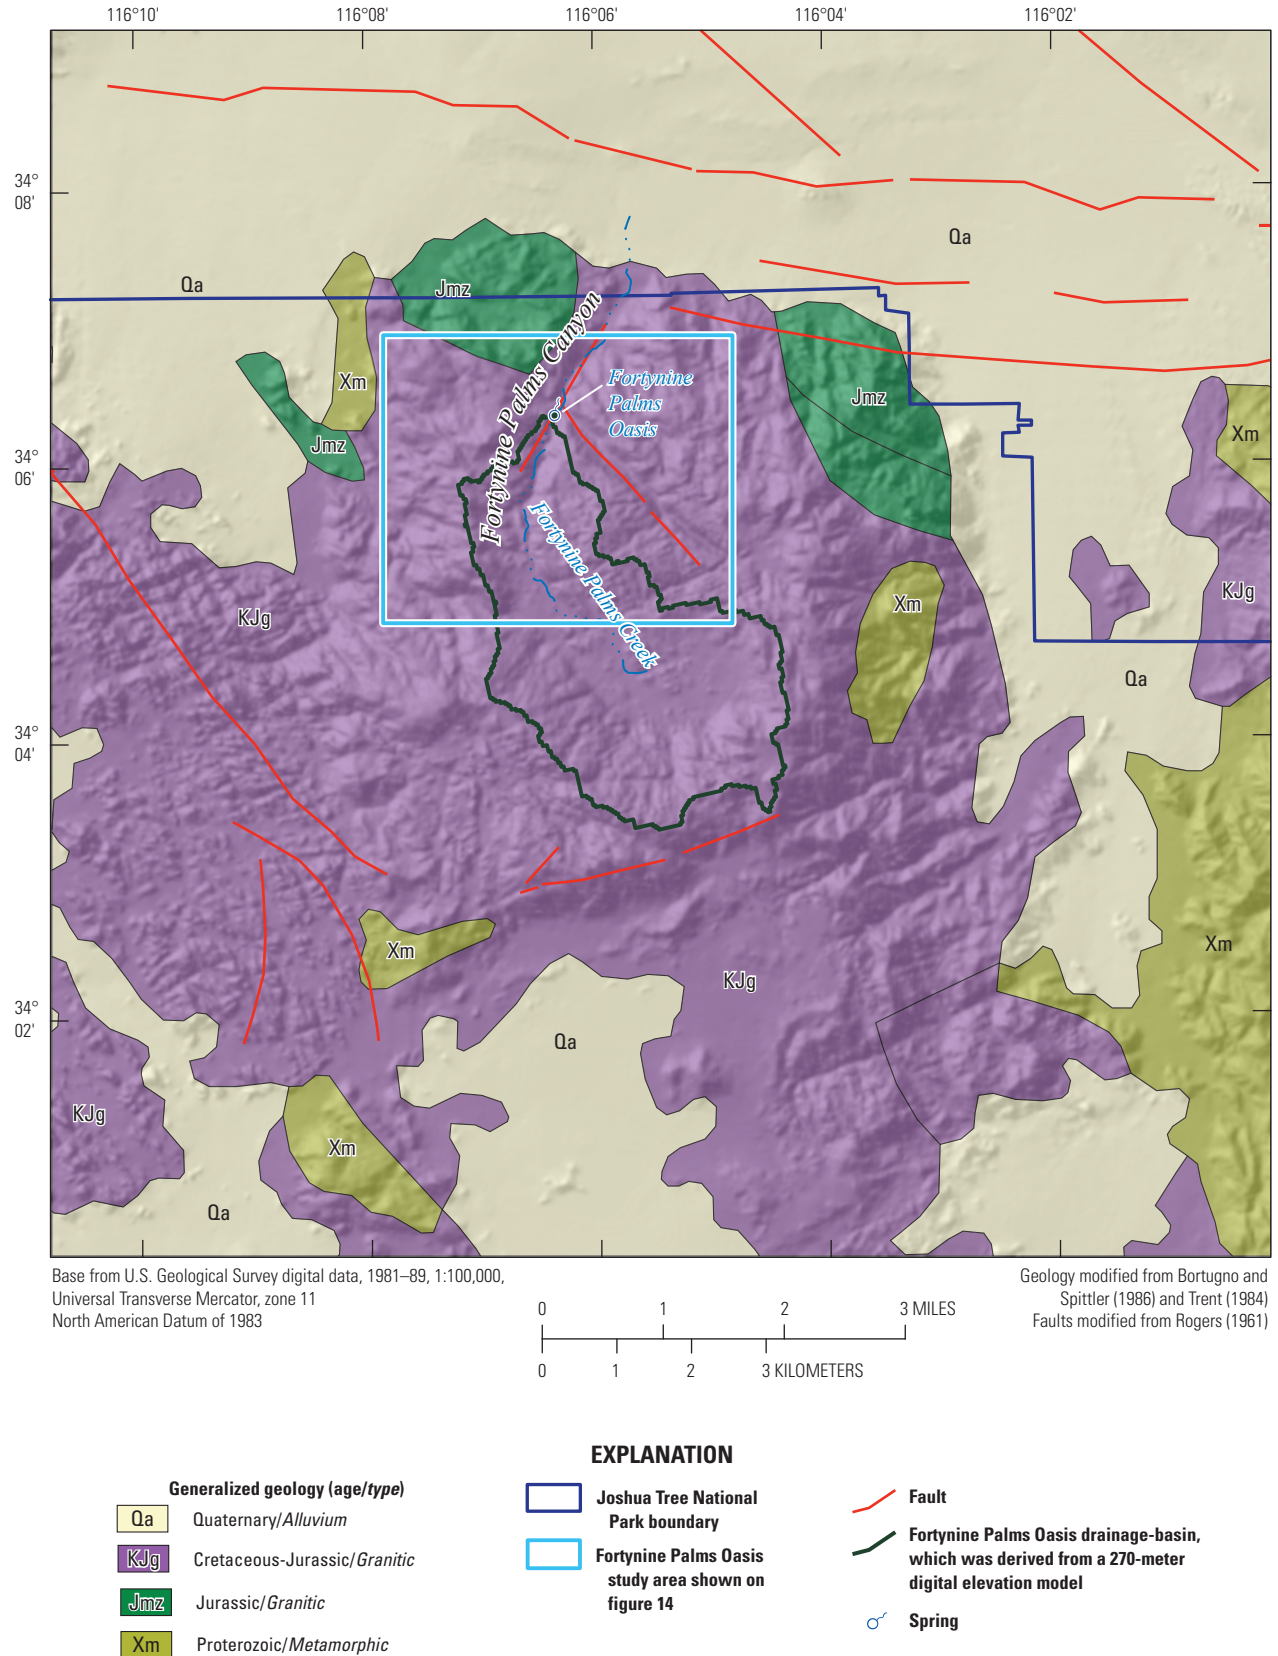 116°10' 116°08' 116°06' 116°04' 116°02'
34°
08'
Qa
Qa
Jmz
Fortynine Palms Canyon
Xm
Fortynine
Palms
Oasis
Jmz
Jmz
Xm
34°
06'
Fortynine Palms Creek
KJg
Xm
KJg
Qa
34°
04'
Xm
Xm
KJg
34°
02'
Qa
KJg
Xm
Qa
Base from U.S. Geological Survey digital data, 1981–89, 1:100,000,
Universal Transverse Mercator, zone 11
North American Datum of 1983
Geology modified from Bortugno and
Spittler (1986) and Trent (1984)
Faults modified from Rogers (1961)
0 1 2 3 MILES
0 1 2 3 KILOMETERS
EXPLANATION
Generalized geology (age/type)
Qa Quaternary/Alluvium
KJg Cretaceous-Jurassic/Granitic
Jmz Jurassic/Granitic
Xm Proterozoic/Metamorphic
Joshua Tree National
Park boundary
Fortynine Palms Oasis
study area shown on
figure 14
Fault
Fortynine Palms Oasis drainage-basin,
which was derived from a 270-meter
digital elevation model
Spring